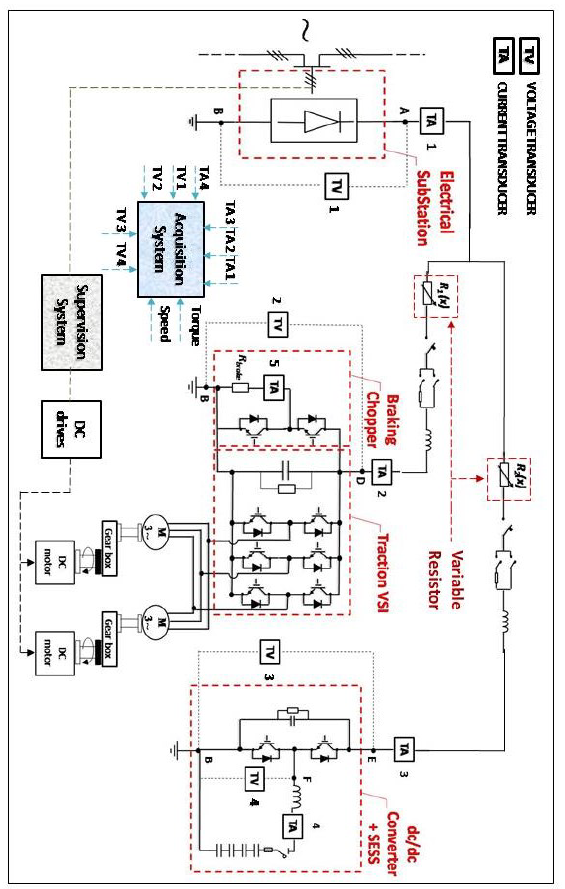 TV VOLTAGE TRANSDUCER
TA CURRENT TRANSDUCER
Electrical
SubStation
A
B
TA
1
TV
1
R1(x)
R2(x)
Variable
Resistor
TA4
TV1
TV2
TA3
TA2
TA1
TV3
TV4
Acquisition
System
Torque
Speed
Supervision
System
DC
drives
TV
2
Braking
Chopper
TA
5
Rbrake
B
D
TA
2
Traction VSI
M
3~
Gear box
DC
motor
M
3~
Gear box
DC
motor
TV
3
TA
3
E
B
F
TV
4
TA
4
dc/dc
Converter
+ SESS